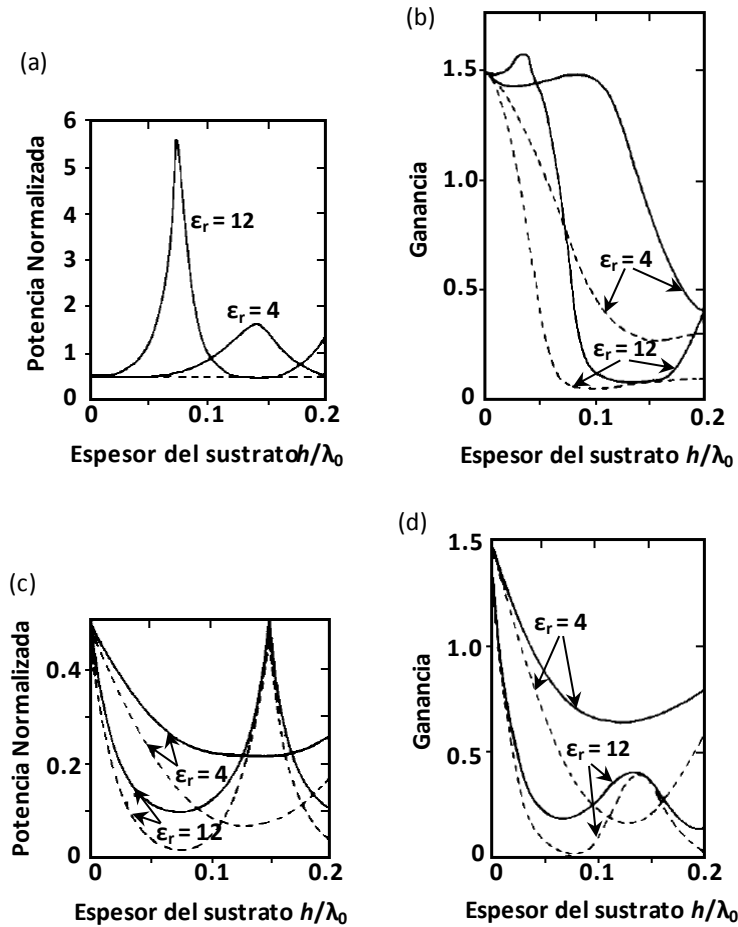 (a)
Potencia Normalizada
6
5
4
3
2
1
0
εr = 12
εr = 4
0 0.1 0.2
Espesor del sustratoh/λ0
(b)
Ganancia
1.5
1.0
0.5
0
εr = 4
εr = 12
0 0.1 0.2
Espesor del sustrato h/λ0
(c)
Potencia Normalizada
0.4
0.2
0
εr = 4
εr = 12
0 0.1 0.2
Espesor del sustrato h/λ0
(d)
Ganancia
1.5
1.0
0.5
0
εr = 4
εr = 12
0 0.1 0.2
Espesor del sustrato h/λ0